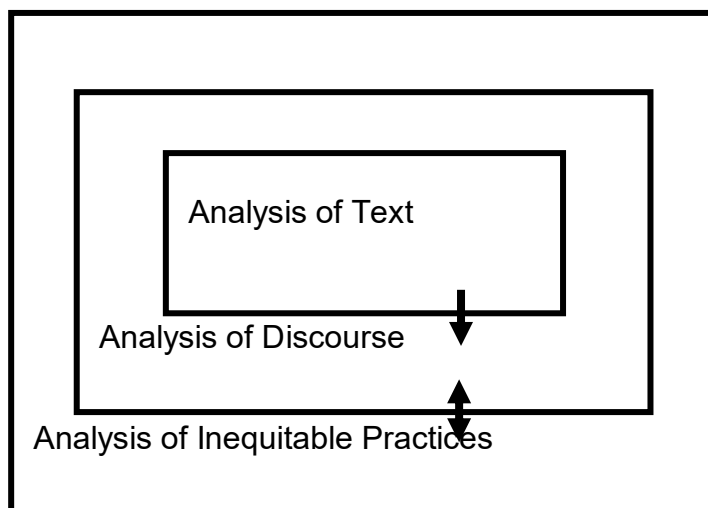 Analysis of Text
Analysis of Discourse
Analysis of Inequitable Practices